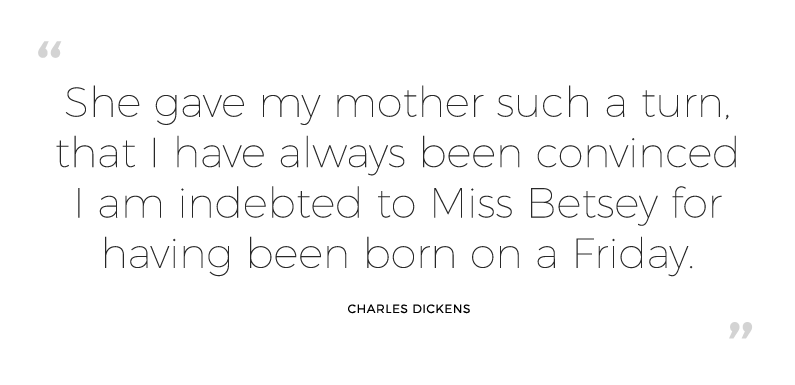 “
She gave my mother such a turn,
that I have always been convinced
I am indebted to Miss Betsey for
having been born on a Friday.
CHARLES DICKENS
”